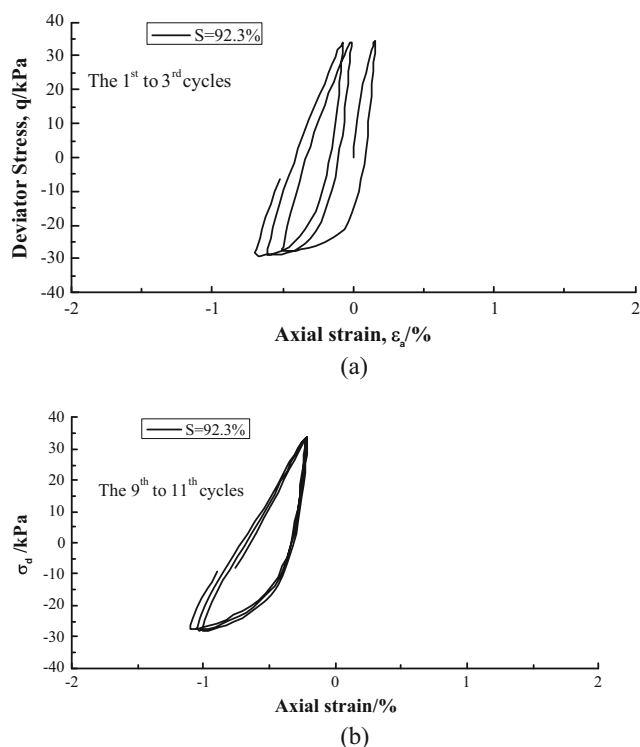 40
30
20
10
0
-10
-20
-30
-40
Deviator Stress, q/kPa
S=92.3%
The 1st to 3rd cycles
-2 -1 0 1 2
Axial strain, εa/%
(a)
40
30
20
10
0
-10
-20
-30
-40
σd /kPa
S=92.3%
The 9th to 11th cycles
-2 -1 0 1 2
Axial strain/%
(b)